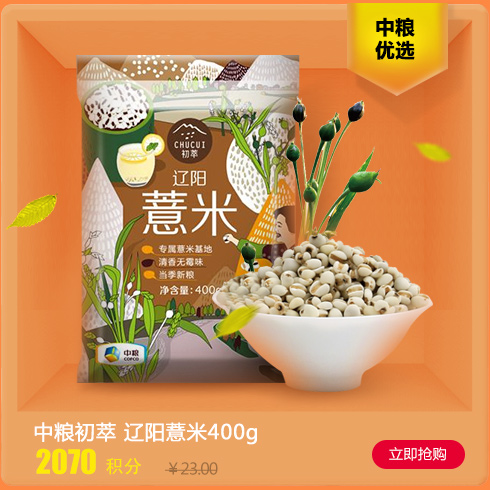 中粮
优选
CHUCUI
初萃
辽阳
薏米
专属薏米基地
清香无霉味
当季新粮
净含量:400g
中粮
COFCO
中粮初萃 辽阳薏米400g
2070 积分 ¥23.00
立即抢购